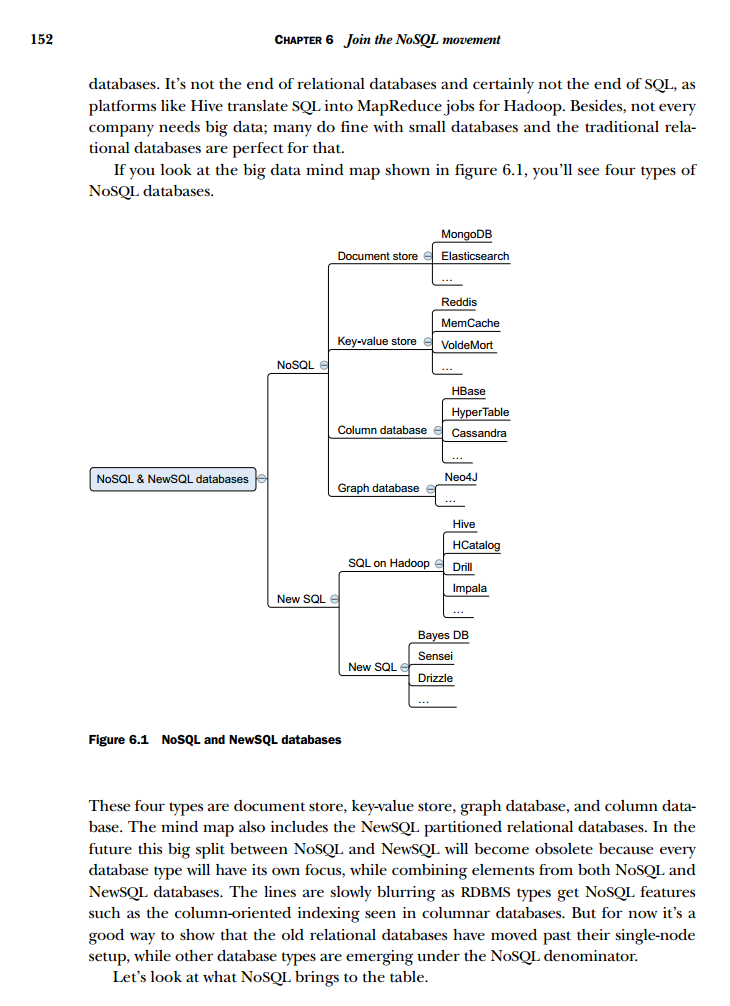 152
CHAPTER 6 Join the NoSQL movement
databases. It's not the end of relational databases and certainly not the end of SQL, as
platforms like Hive translate SQL into MapReduce jobs for Hadoop. Besides, not every
company needs big data; many do fine with small databases and the traditional rela-
tional databases are perfect for that.
If you look at the big data mind map shown in figure 6.1, you'll see four types of
NoSQL databases.
MongoDB
Document store
Elasticsearch
...
Reddis
MemCache
Key-value store
VoldeMort
...
NoSQL
HBase
HyperTable
Column database
Cassandra
...
NoSQL & NewSQL databases
Neo4J
Graph database
...
Hive
HCatalog
SQL on Hadoop
Drill
Impala
...
New SQL
Bayes DB
Sensei
New SQL
Drizzle
...
Figure 6.1 NoSQL and NewSQL databases
These four types are document store, key-value store, graph database, and column data-
base. The mind map also includes the NewSQL partitioned relational databases. In the
future this big split between NoSQL and NewSQL will become obsolete because every
database type will have its own focus, while combining elements from both NoSQL and
NewSQL databases. The lines are slowly blurring as RDBMS types get NoSQL features
such as the column-oriented indexing seen in columnar databases. But for now it's a
good way to show that the old relational databases have moved past their single-node
setup, while other database types are emerging under the NoSQL denominator.
Let's look at what NoSQL brings to the table.